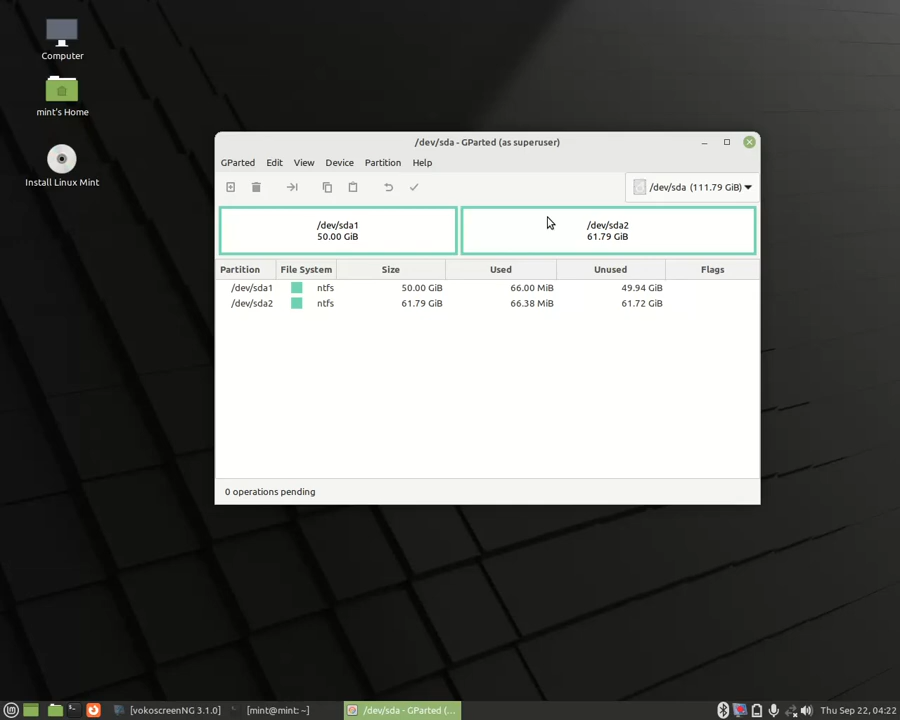 Computer
mint's Home
Install Linux Mint
/dev/sda - GParted (as superuser)
GParted Edit View Device Partition Help
/dev/sda (111.79 GiB)
/dev/sda1
50.00 GiB
/dev/sda2
61.79 GiB
Partition File System Size Used Unused Flags
/dev/sda1 ntfs 50.00 GiB 66.00 MiB 49.94 GiB
/dev/sda2 ntfs 61.79 GiB 66.38 MiB 61.72 GiB
0 operations pending
[vokoscreenNG 3.1.0] [mint@mint: ~] /dev/sda - GParted (... Thu Sep 22, 04:22